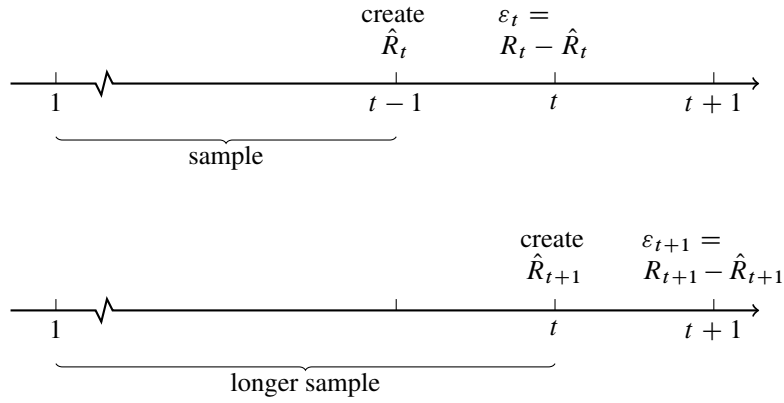 create ε_t =
R̂_t R_t − R̂_t
1 t − 1 t t + 1
sample
create ε_{t+1} =
R̂_{t+1} R_{t+1} − R̂_{t+1}
1 t t + 1
longer sample